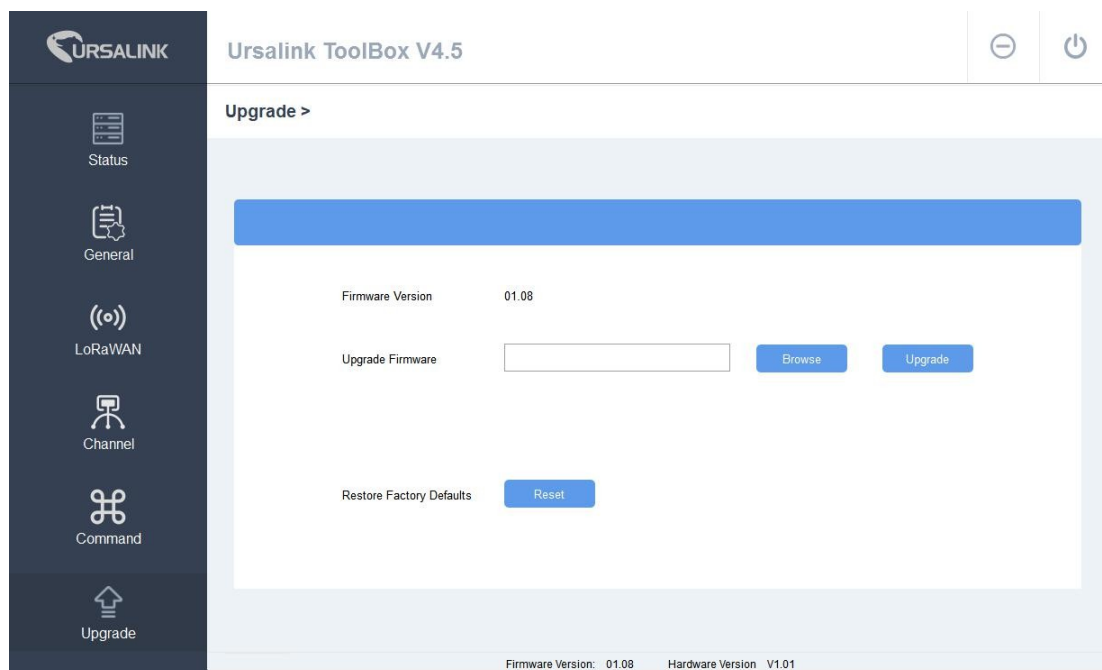 URSALINK
Ursalink ToolBox V4.5
Upgrade >
Status
General
LoRaWAN
Channel
Command
Upgrade
Firmware Version 01.08
Upgrade Firmware Browse Upgrade
Restore Factory Defaults Reset
Firmware Version: 01.08 Hardware Version V1.01